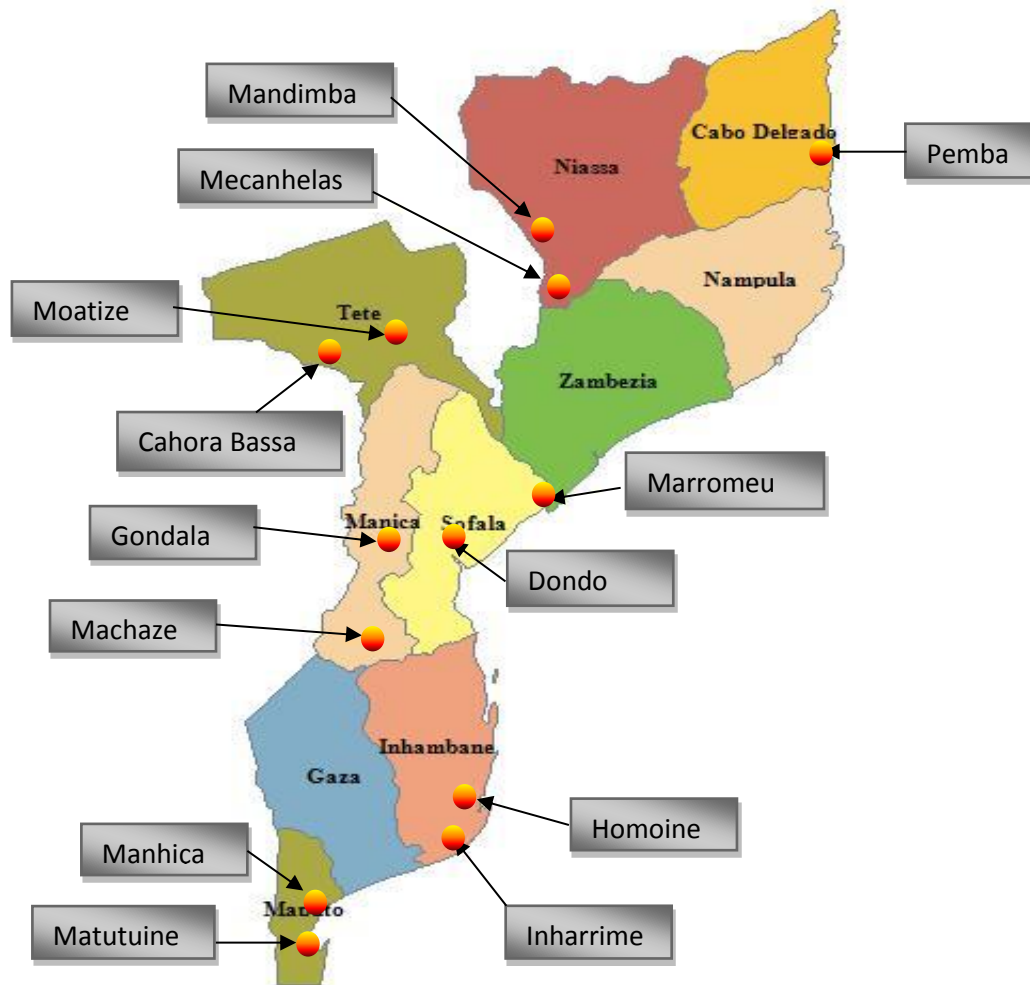 Mandimba
Cabo Delgado
Pemba
Niassa
Mecanhelas
Nampula
Moatize
Tete
Zambezia
Cahora Bassa
Marromeu
Gondala
Manica
Sofala
Dondo
Machaze
Inhambane
Gaza
Homoine
Manhica
Maputo
Matutuine
Inharrime